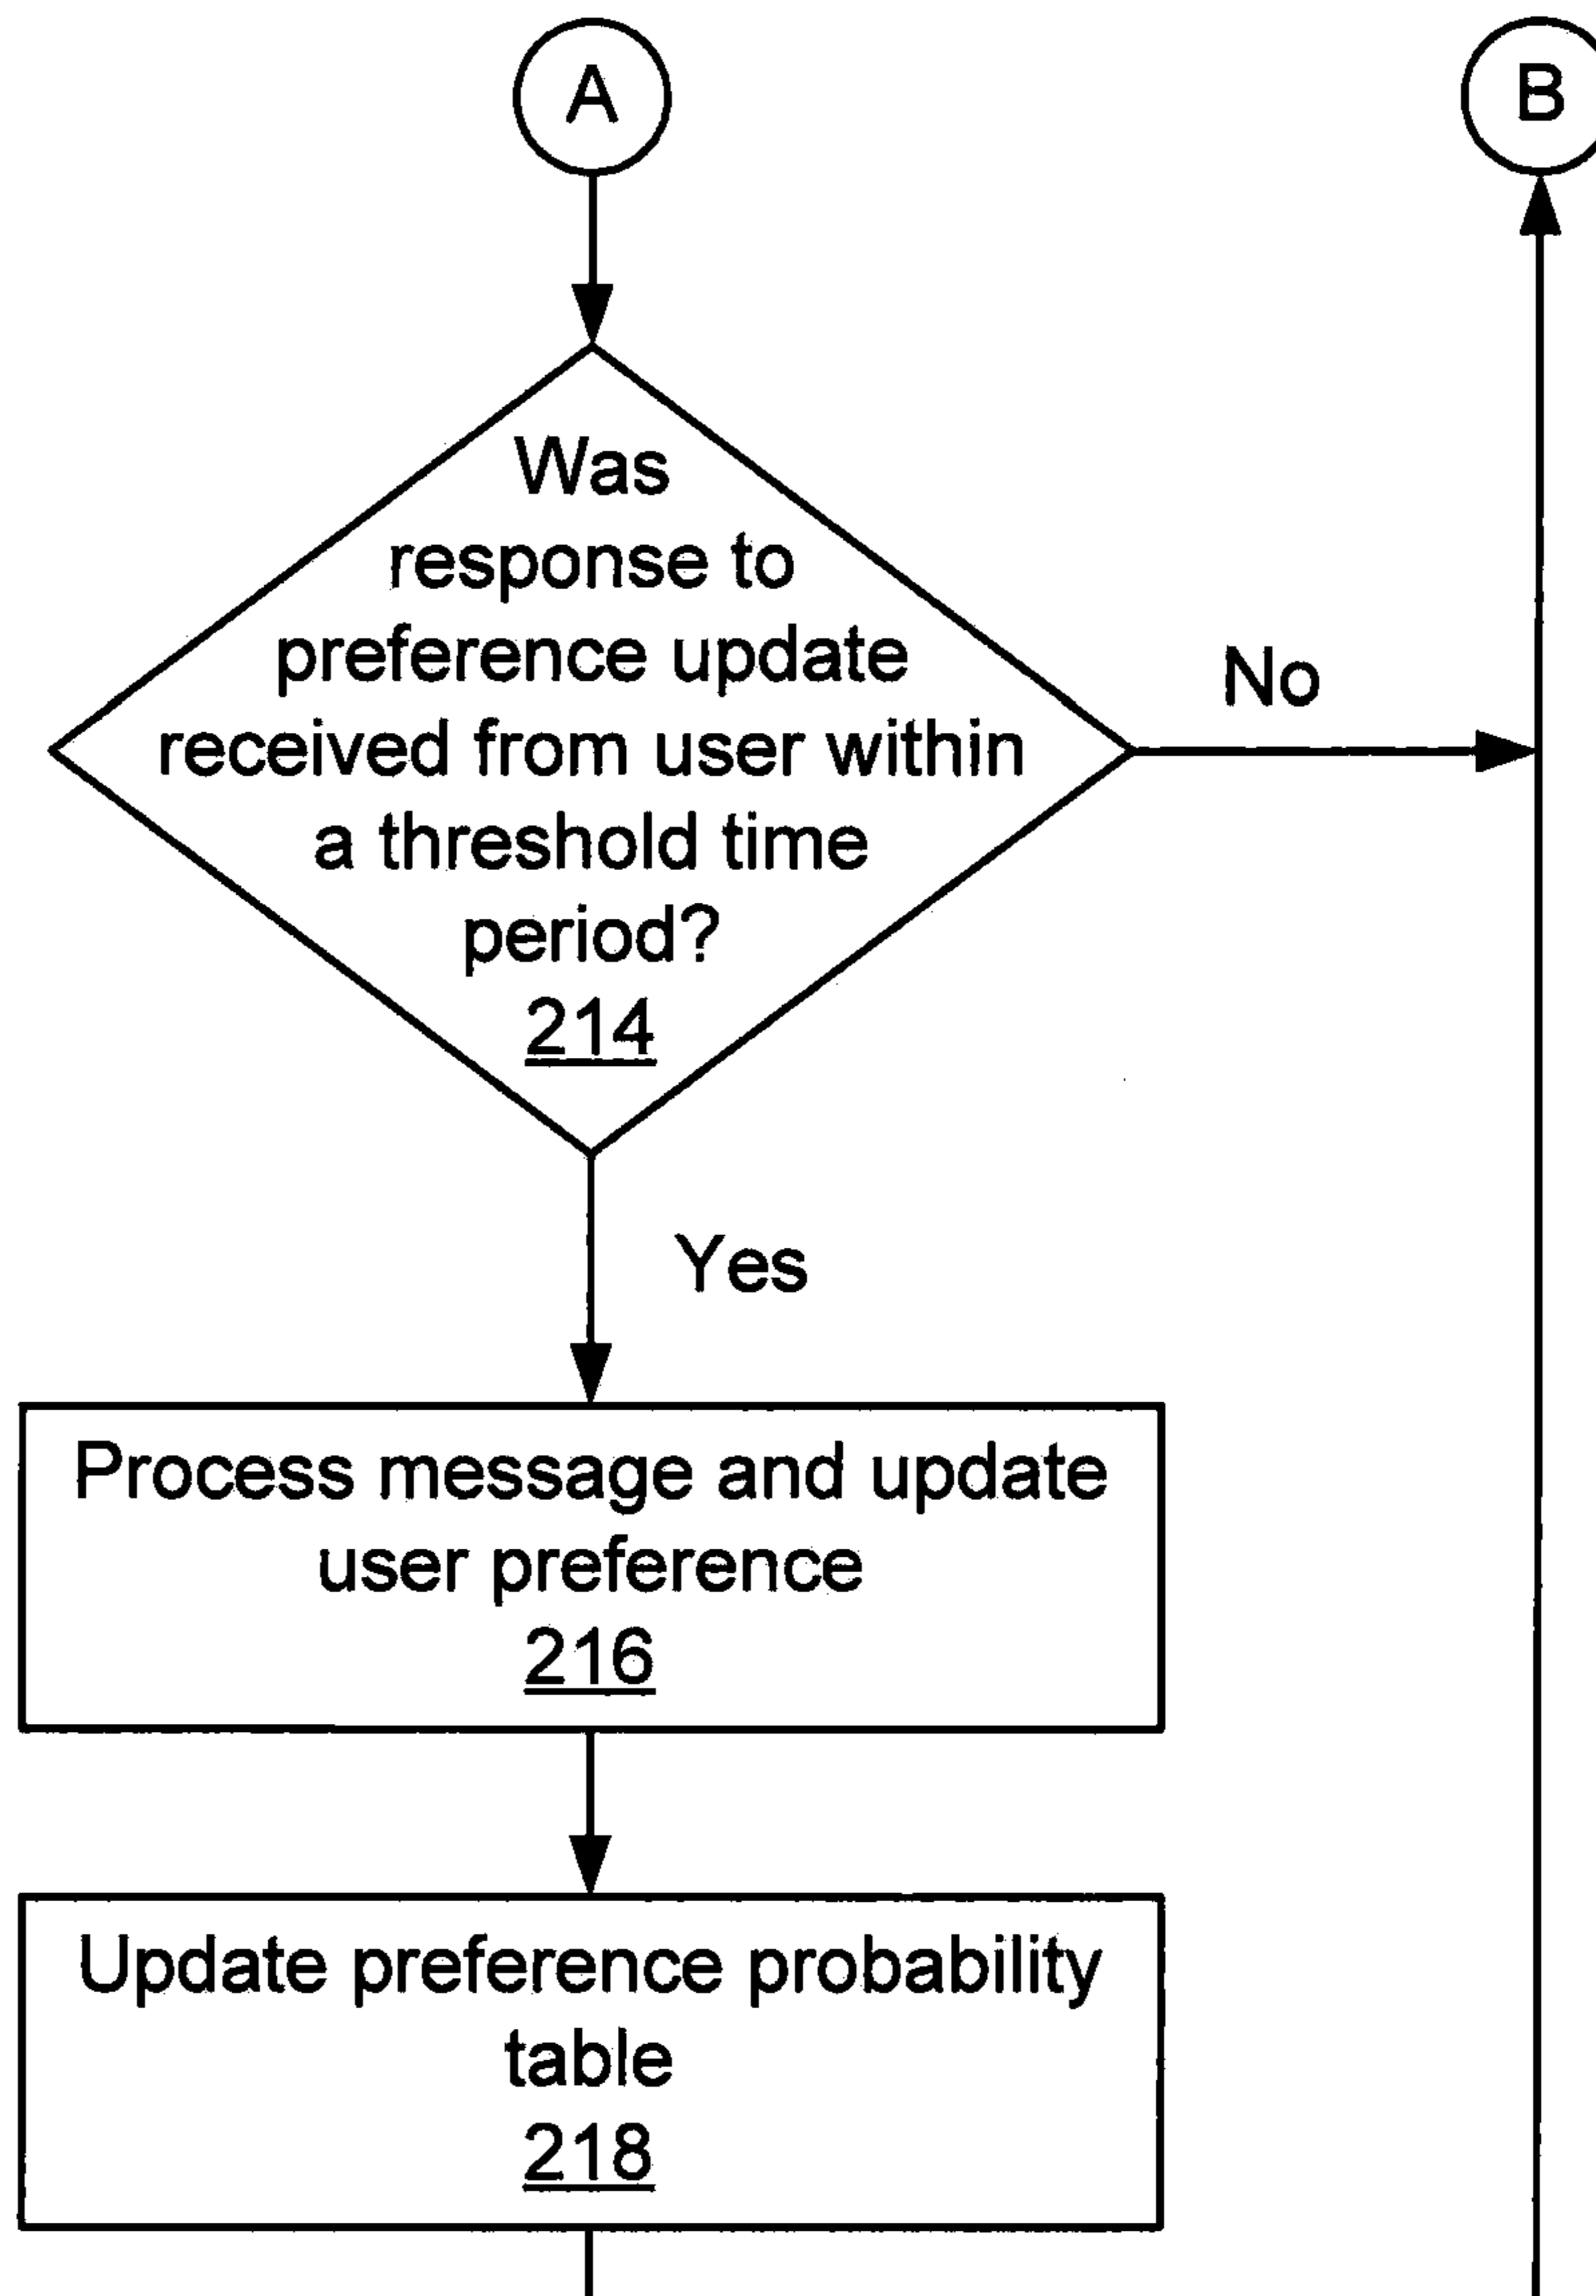 A
B
Was
response to
preference update
received from user within
a threshold time
period?
214
No
Yes
Process message and update
user preference
216
Update preference probability
table
218